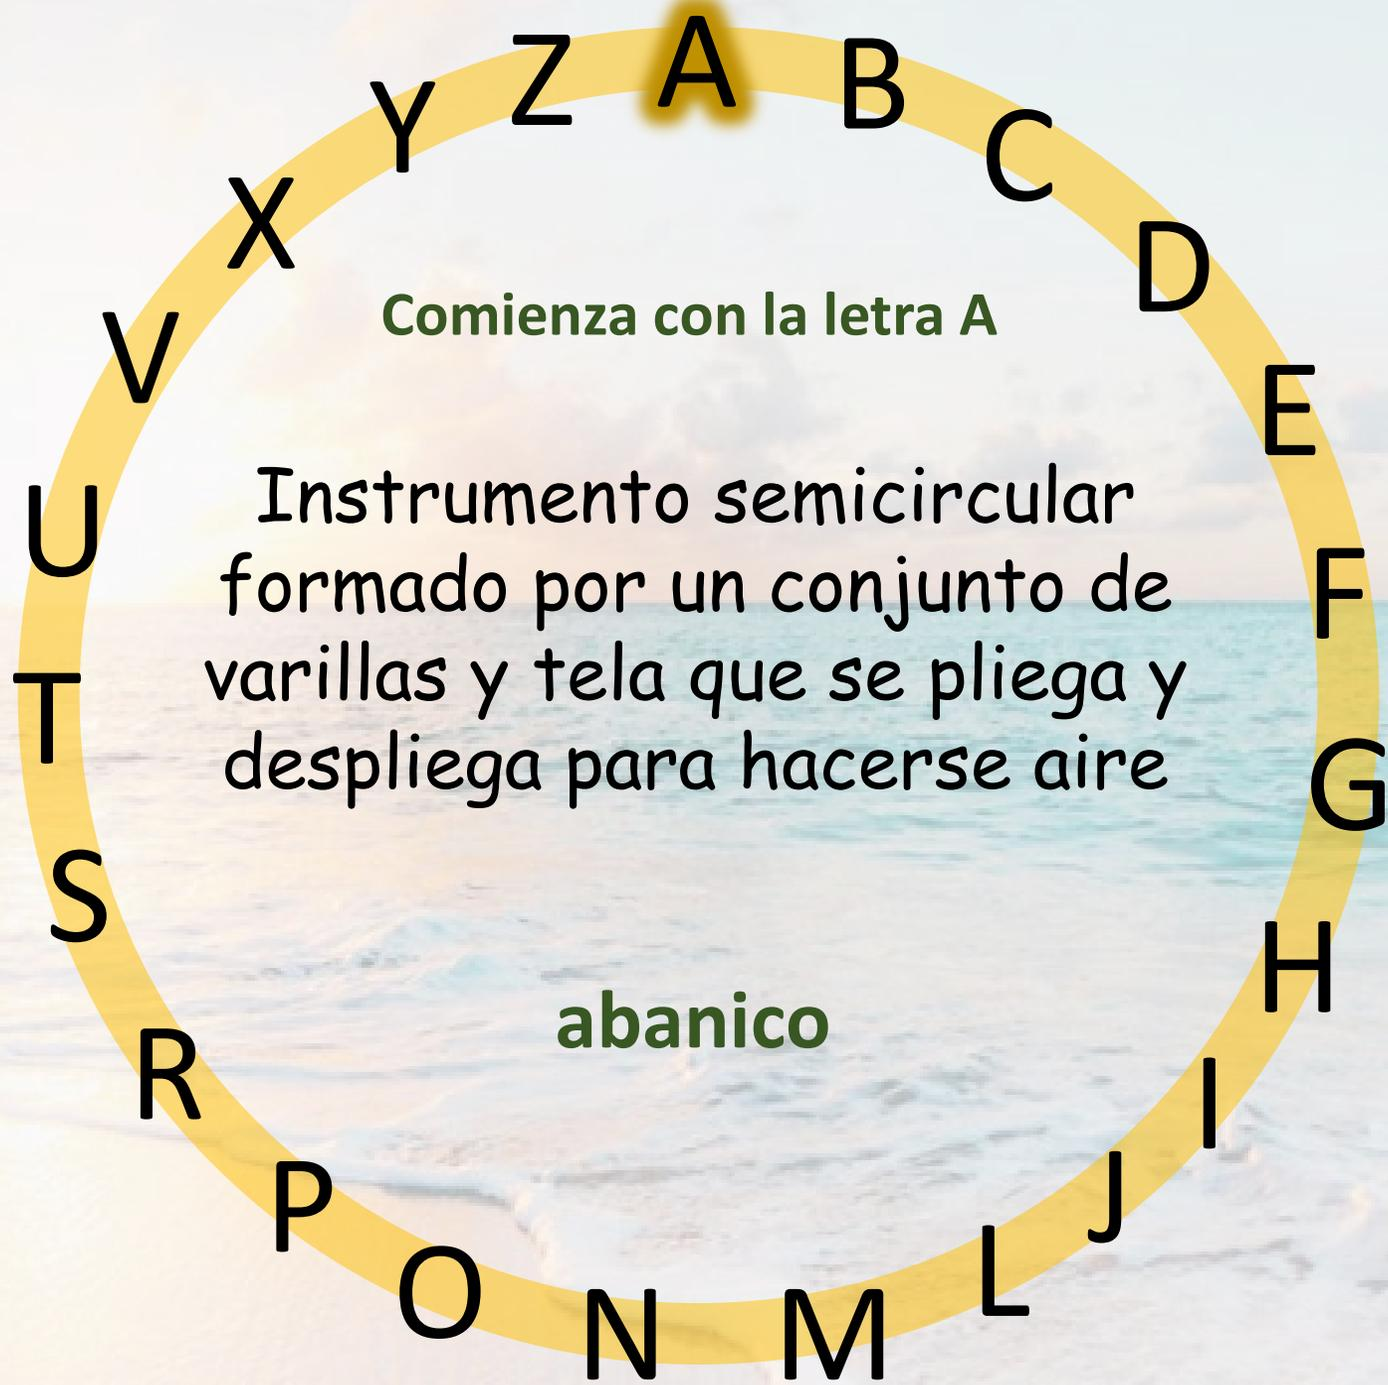 A
B
C
D
E
F
G
H
I
J
L
M
N
O
P
R
S
T
U
V
X
Y
Z
Comienza con la letra A
Instrumento semicircular
formado por un conjunto de
varillas y tela que se pliega y
despliega para hacerse aire
abanico